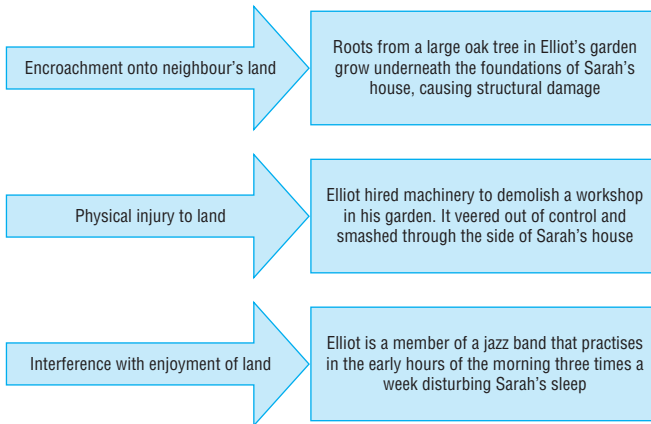 Encroachment onto neighbour's land
Roots from a large oak tree in Elliot's garden
grow underneath the foundations of Sarah's
house, causing structural damage
Physical injury to land
Elliot hired machinery to demolish a workshop
in his garden. It veered out of control and
smashed through the side of Sarah's house
Interference with enjoyment of land
Elliot is a member of a jazz band that practises
in the early hours of the morning three times a
week disturbing Sarah's sleep